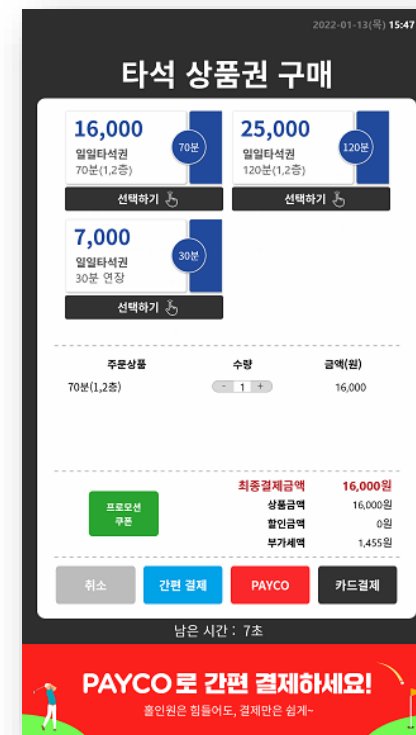 2022-01-13(목) 15:47
타석 상품권 구매
16,000
일일타석권
70분(1,2층)
70분
선택하기
25,000
일일타석권
120분(1,2층)
120분
선택하기
7,000
일일타석권
30분 연장
30분
선택하기
주문상품 수량 금액(원)
70분(1,2층) - 1 + 16,000
최종결제금액 16,000원
프로모션
쿠폰
상품금액 16,000원
할인금액 0원
부가세액 1,455원
취소 간편 결제 PAYCO 카드결제
남은 시간 : 7초
PAYCO로 간편 결제하세요!
홀인원은 힘들어도, 결제만은 쉽게~